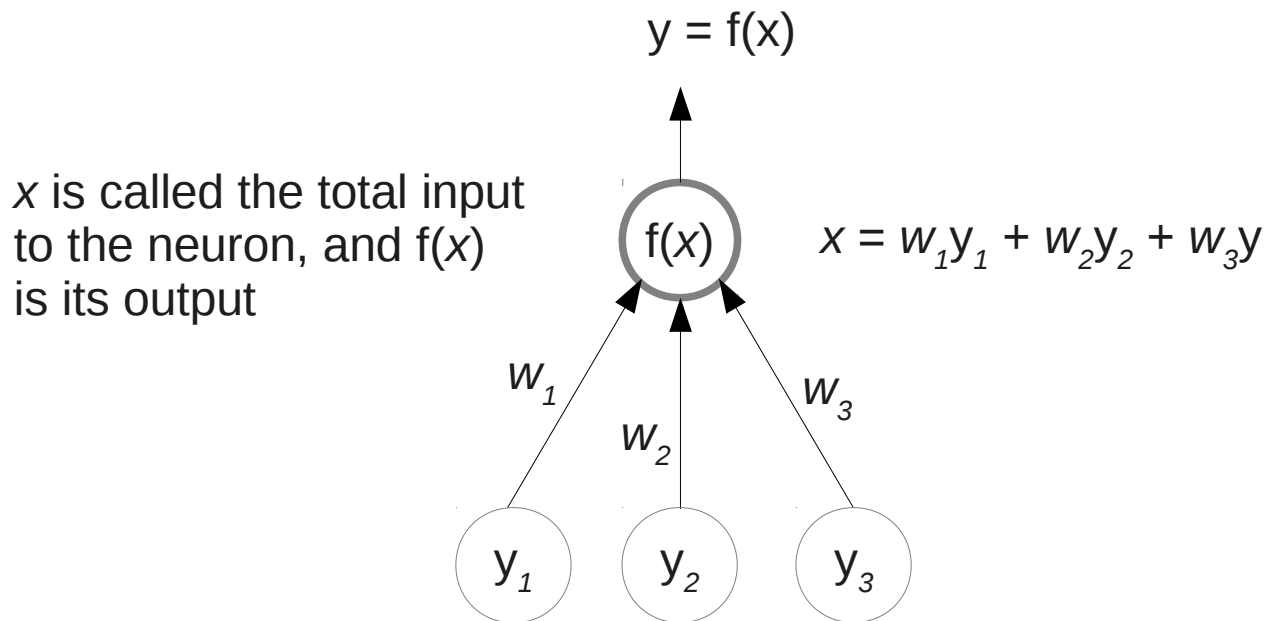 y = f(x)
x is called the total input
to the neuron, and f(x)
is its output
f(x)
x = w₁y₁ + w₂y₂ + w₃y
w₁
w₂
w₃
y₁
y₂
y₃